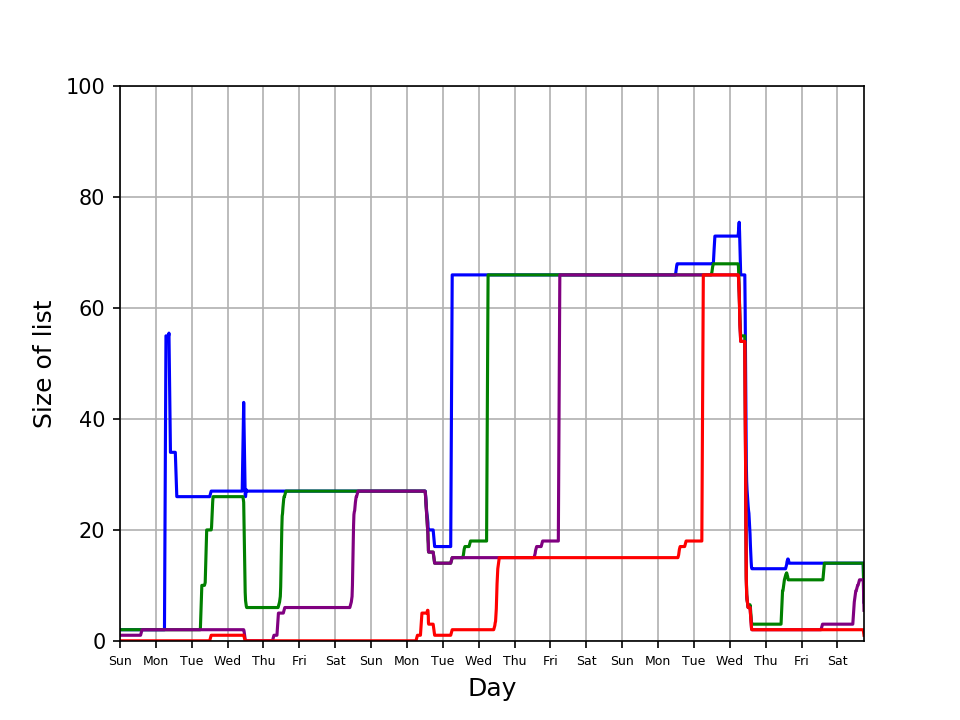 100
80
60
40
20
0
Size of list
Sun Mon Tue Wed Thu Fri Sat Sun Mon Tue Wed Thu Fri Sat Sun Mon Tue Wed Thu Fri Sat
Day